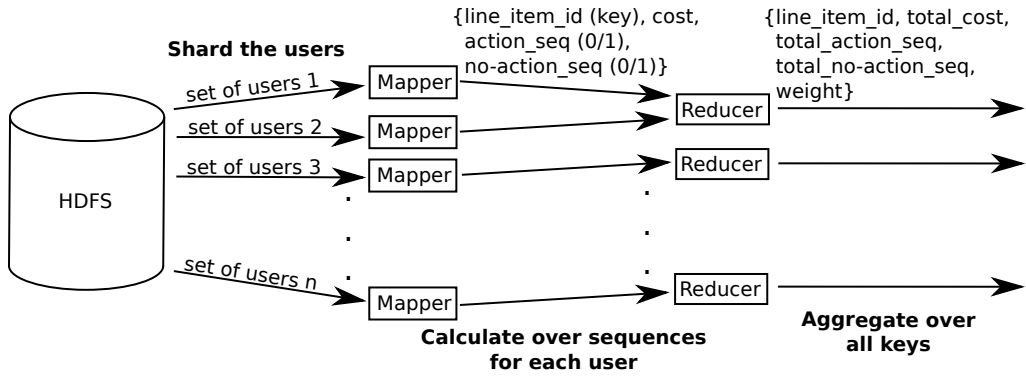 Shard the users
{line_item_id (key), cost,
action_seq (0/1),
no-action_seq (0/1)}
{line_item_id, total_cost,
total_action_seq,
total_no-action_seq,
weight}
set of users 1
Mapper
Reducer
set of users 2
Mapper
set of users 3
Mapper
Reducer
HDFS
set of users n
Mapper
Reducer
Calculate over sequences
for each user
Aggregate over
all keys